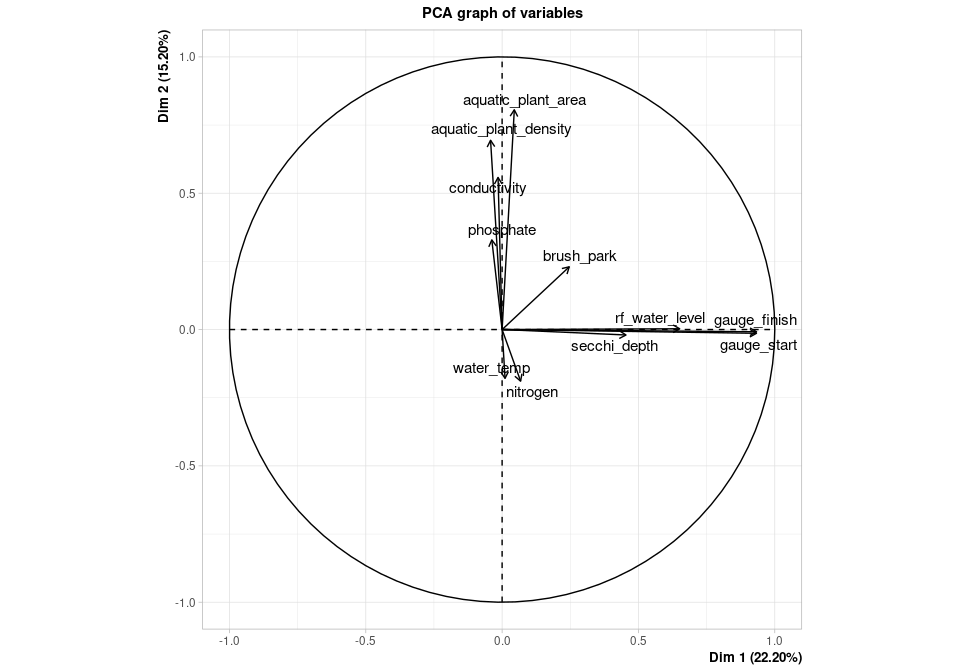 PCA graph of variables
Dim 2 (15.20%)
1.0
0.5
0.0
-0.5
-1.0
aquatic_plant_area
aquatic_plant_density
conductivity
phosphate
brush_park
rf_water_level
gauge_finish
secchi_depth
gauge_start
water_temp
nitrogen
-1.0
-0.5
0.0
0.5
1.0
Dim 1 (22.20%)